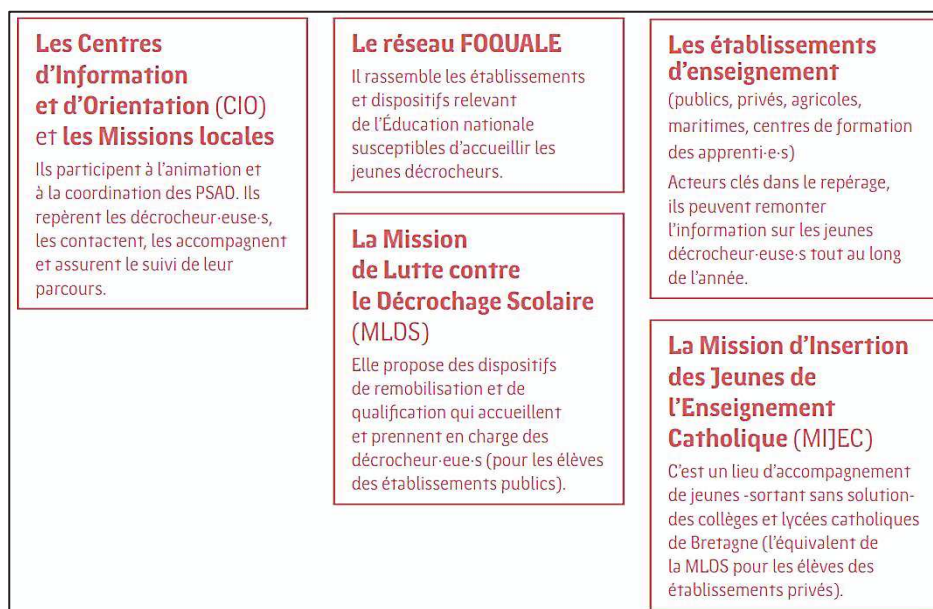 Les Centres
d'Information
et d'Orientation (CIO)
et les Missions locales
Ils participent à l'animation et
à la coordination des PSAD. Ils
repèrent les décrocheur·euse·s,
les contactent, les accompagnent
et assurent le suivi de leur
parcours.
Le réseau FOQUALE
Il rassemble les établissements
et dispositifs relevant
de l'Éducation nationale
susceptibles d'accueillir les
jeunes décrocheurs.
La Mission
de Lutte contre
le Décrochage Scolaire
(MLDS)
Elle propose des dispositifs
de remobilisation et de
qualification qui accueillent
et prennent en charge des
décrocheur·eue·s (pour les élèves
des établissements publics).
Les établissements
d'enseignement
(publics, privés, agricoles,
maritimes, centres de formation
des apprenti·e·s)
Acteurs clés dans le repérage,
ils peuvent remonter
l'information sur les jeunes
décrocheur·euse·s tout au long
de l'année.
La Mission d'Insertion
des Jeunes de
l'Enseignement
Catholique (MIJEC)
C'est un lieu d'accompagnement
de jeunes -sortant sans solution-
des collèges et lycées catholiques
de Bretagne (l'équivalent de
la MLDS pour les élèves des
établissements privés).